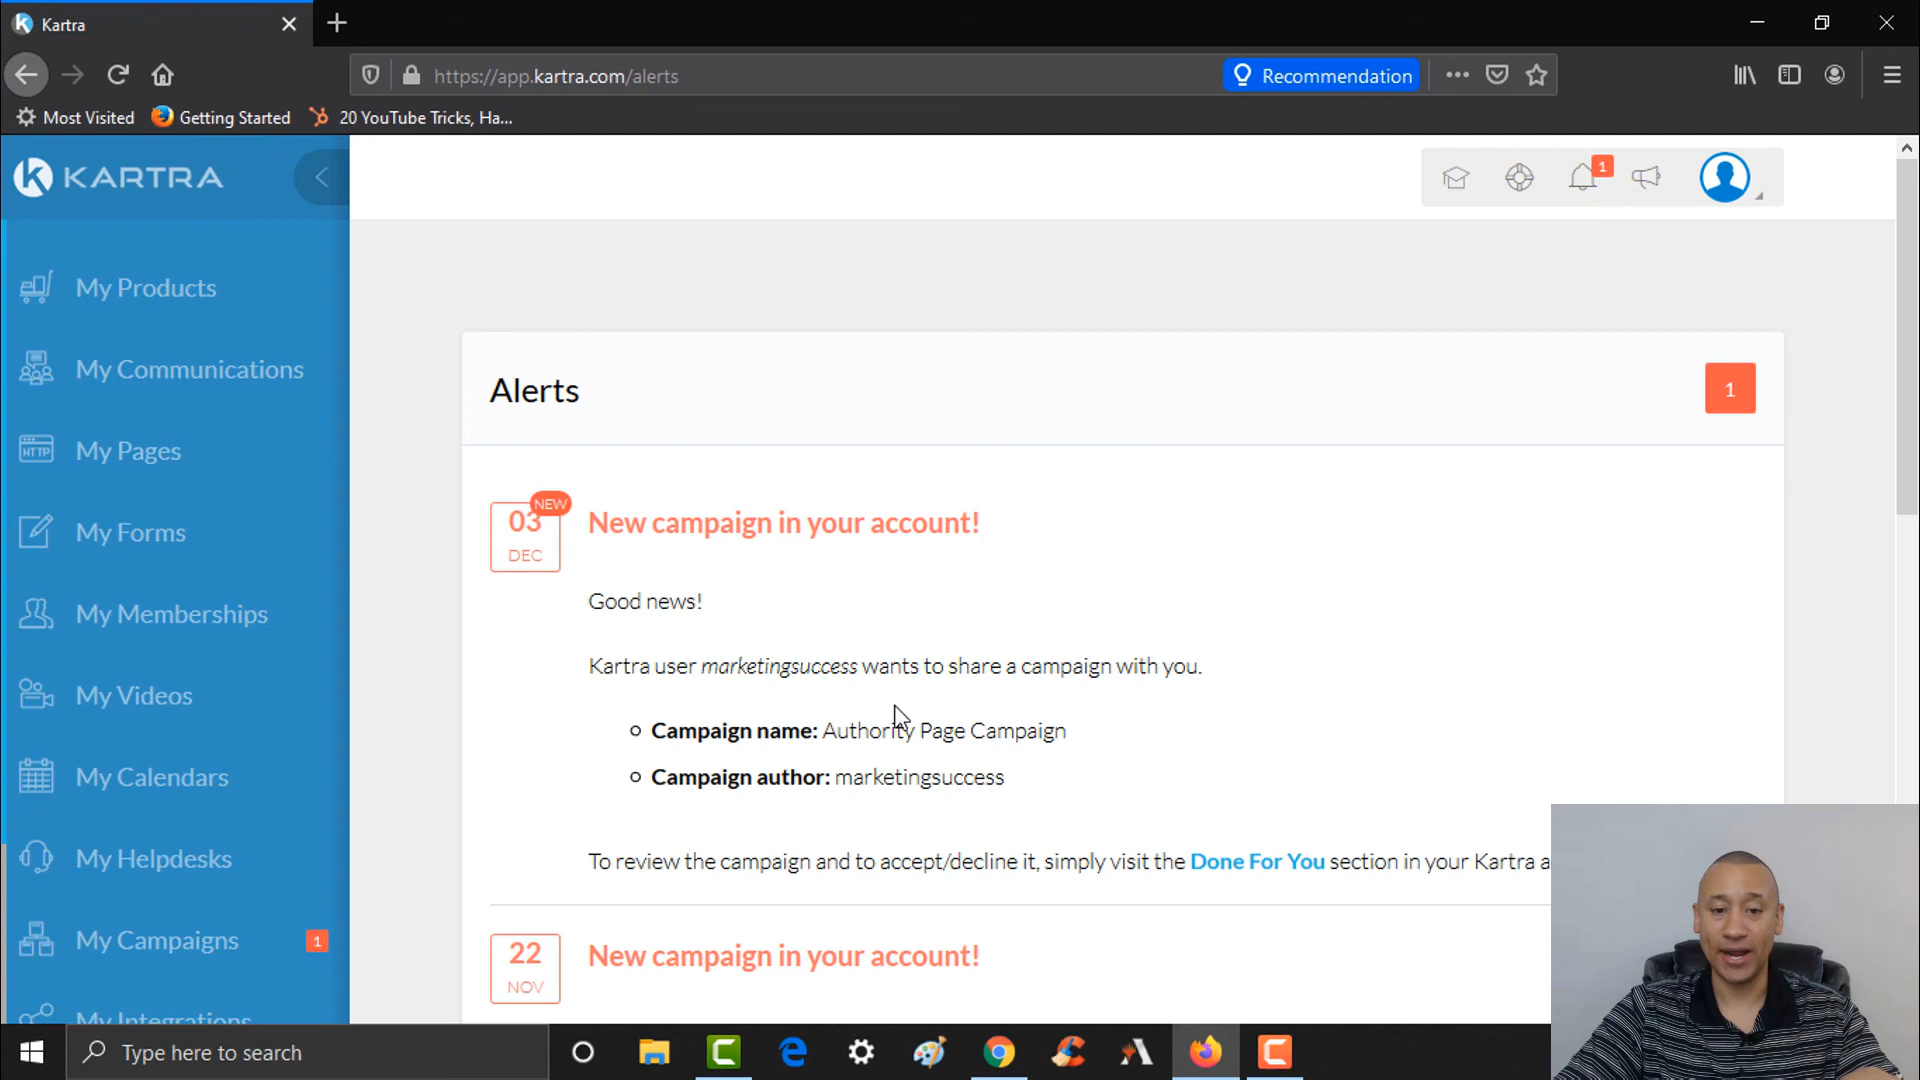 Kartra
https://app.kartra.com/alerts
Recommendation
Most Visited
Getting Started
20 YouTube Tricks, Ha...
KARTRA
1
My Products
My Communications
My Pages
My Forms
My Memberships
My Videos
My Calendars
My Helpdesks
My Campaigns
1
My Integrations
HTTP
Alerts
1
NEW
03
DEC
New campaign in your account!
Good news!
Kartra user marketingsuccess wants to share a campaign with you.
Campaign name: Authority Page Campaign
Campaign author: marketingsuccess
To review the campaign and to accept/decline it, simply visit the Done For You section in your Kartra a
22
NOV
New campaign in your account!
Type here to search